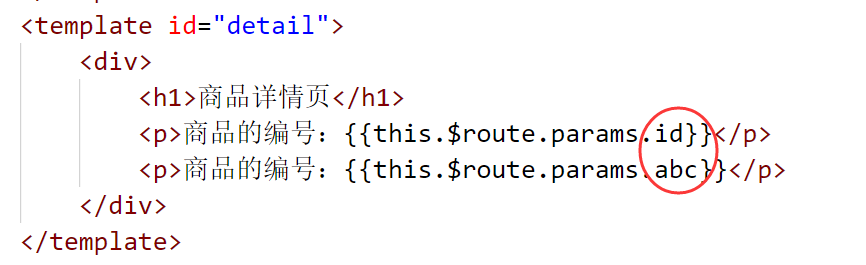 <template id="detail">
<div>
<h1>商品详情页</h1>
<p>商品的编号：{{this.$route.params.id}}</p>
<p>商品的编号：{{this.$route.params.abc}}</p>
</div>
</template>